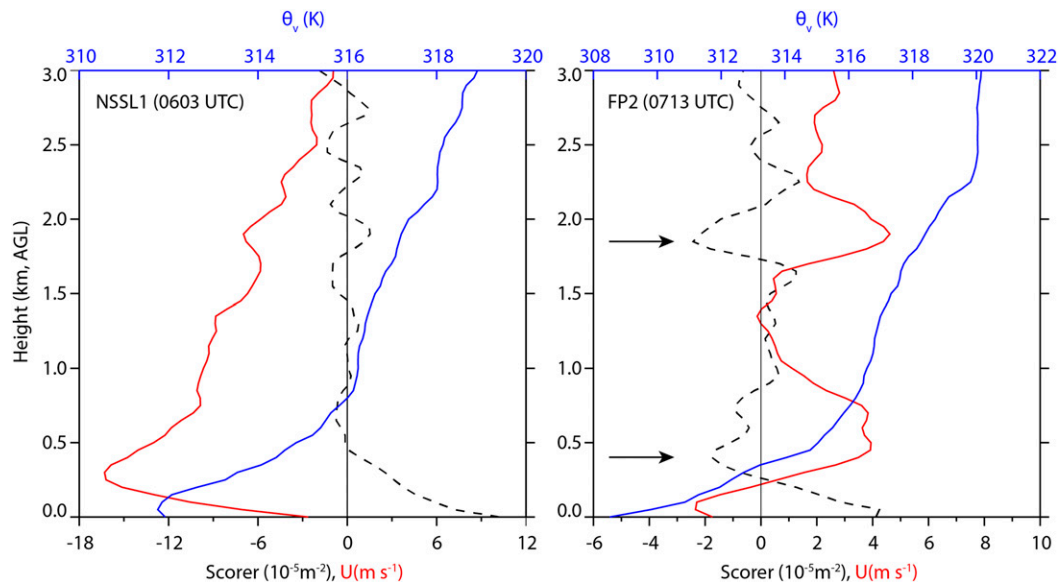 θv (K)
310 312 314 316 318 320
3.0
2.5
2.0
1.5
1.0
0.5
0.0
Height (km, AGL)
NSSL1 (0603 UTC)
-18 -12 -6 0 6 12
Scorer (10-5m-2), U(m s-1)
θv (K)
308 310 312 314 316 318 320 322
3.0
2.5
2.0
1.5
1.0
0.5
0.0
FP2 (0713 UTC)
-6 -4 -2 0 2 4 6 8 10
Scorer (10-5m-2), U(m s-1)